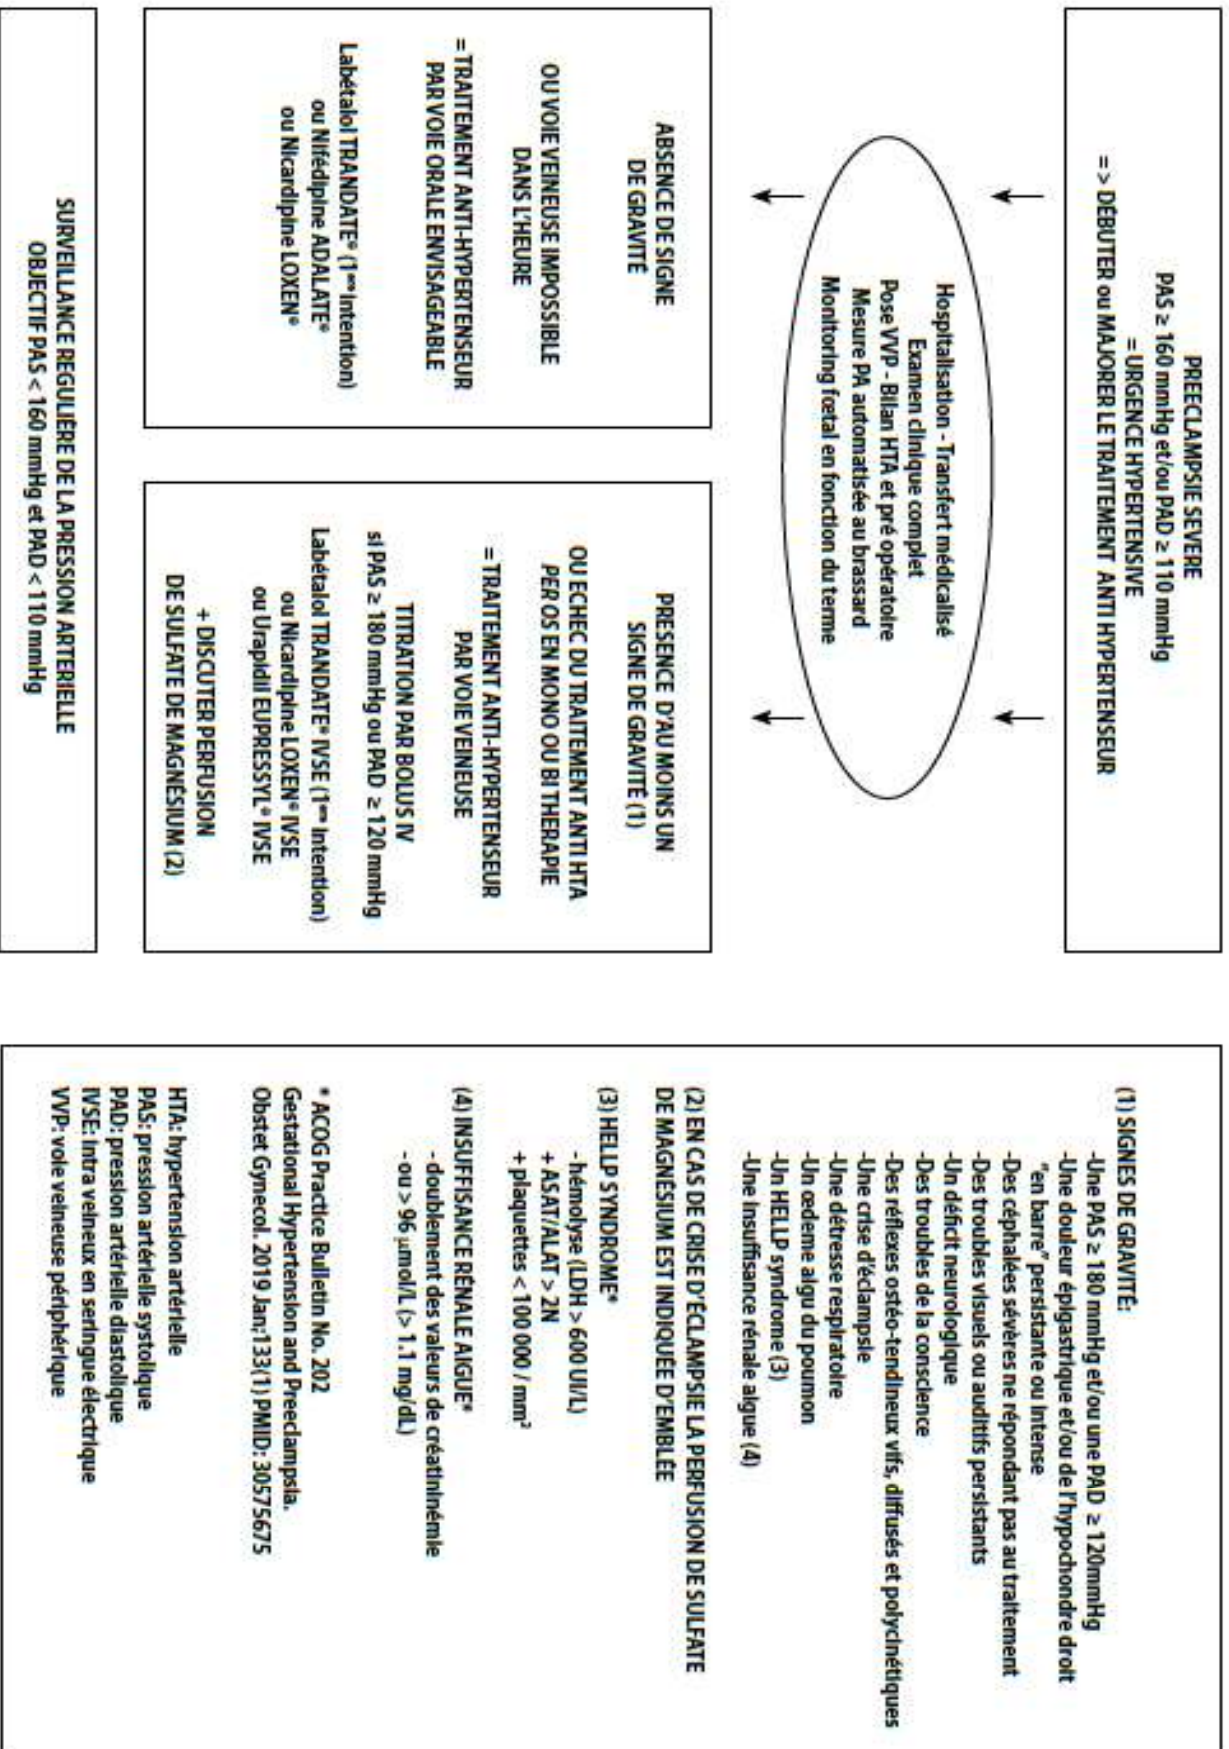 PREECLAMPSIE SEVERE
PAS ≥ 160 mmHg et/ou PAD ≥ 110 mmHg
= URGENCE HYPERTENSIVE
=> DÉBUTER ou MAJORER LE TRAITEMENT ANTI HYPERTENSEUR
Hospitalisation - Transfert médicalisé
Examen clinique complet
Pose VVP - Bilan HTA et pré opératoire
Mesure PA automatisée au brassard
Monitoring fœtal en fonction du terme
ABSENCE DE SIGNE
DE GRAVITÉ
OU VOIE VEINEUSE IMPOSSIBLE
DANS L'HEURE
= TRAITEMENT ANTI-HYPERTENSEUR
PAR VOIE ORALE ENVISAGEABLE
Labétalol TRANDATE® (1ère intention)
ou Nifédipine ADALATE®
ou Nicardipine LOXEN®
PRESENCE D'AU MOINS UN
SIGNE DE GRAVITÉ (1)
OU ECHEC DU TRAITEMENT ANTI HTA
PER OS EN MONO OU BI THERAPIE
= TRAITEMENT ANTI-HYPERTENSEUR
PAR VOIE VEINEUSE
TITRATION PAR BOLUS IV
si PAS ≥ 180 mmHg ou PAD ≥ 120 mmHg
Labétalol TRANDATE® IVSE (1ère intention)
ou Nicardipine LOXEN® IVSE
ou Urapidil EUPRESSYL® IVSE
+ DISCUTER PERFUSION
DE SULFATE DE MAGNÉSIUM (2)
SURVEILLANCE REGULIÈRE DE LA PRESSION ARTERIELLE
OBJECTIF PAS < 160 mmHg et PAD < 110 mmHg
(1) SIGNES DE GRAVITÉ:
-Une PAS ≥ 180 mmHg et/ou une PAD ≥ 120mmHg
-Une douleur épigastrique et/ou de l'hypochondre droit
"en barre" persistante ou intense
-Des céphalées sévères ne répondant pas au traitement
-Des troubles visuels ou auditifs persistants
-Un déficit neurologique
-Des troubles de la conscience
-Des réflexes ostéo-tendineux vifs, diffusés et polycinétiques
-Une crise d'éclampsie
-Une détresse respiratoire
-Un œdeme aigu du poumon
-Un HELLP syndrome (3)
-Une insuffisance rénale aigue (4)
(2) EN CAS DE CRISE D'ÉCLAMPSIE LA PERFUSION DE SULFATE
DE MAGNÉSIUM EST INDIQUÉE D'EMBLÉE
(3) HELLP SYNDROME*
- hémolyse (LDH > 600 UI/L)
+ ASAT/ALAT > 2N
+ plaquettes < 100 000 / mm³
(4) INSUFFISANCE RÉNALE AIGUE*
- doublement des valeurs de créatininémie
- ou > 96 µmol/L (> 1.1 mg/dL)
* ACOG Practice Bulletin No. 202
Gestational Hypertension and Preeclampsia.
Obstet Gynecol. 2019 Jan;133(1) PMID: 30575675
HTA: hypertension artérielle
PAS: pression artérielle systolique
PAD: pression artérielle diastolique
IVSE: intra veineux en seringue électrique
VVP: voie veineuse périphérique